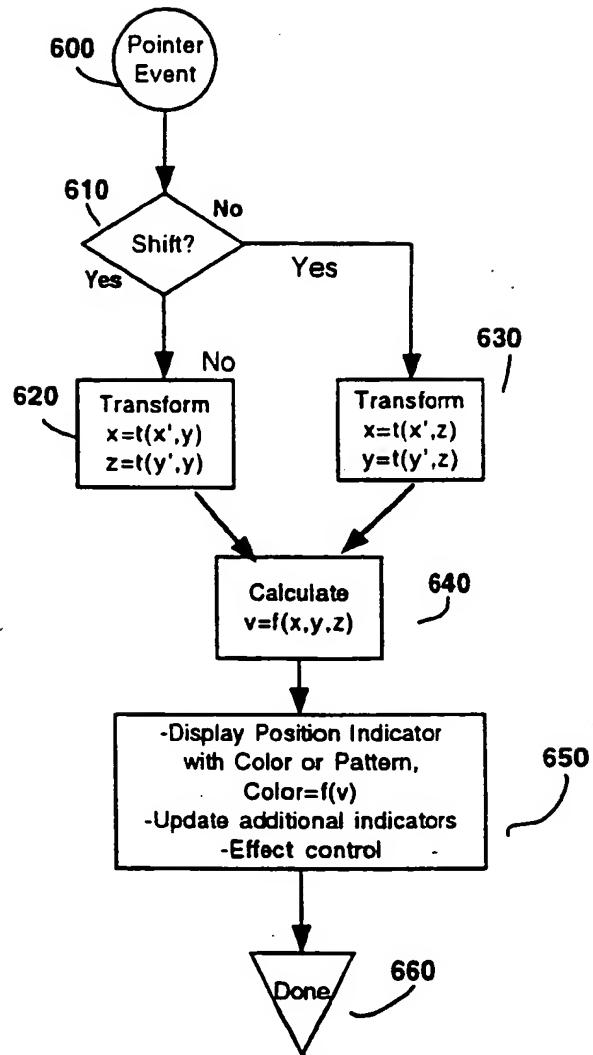 600
Pointer
Event
610
No
Shift?
Yes
Yes
No
630
620
Transform
x=t(x',y)
z=t(y',y)
Transform
x=t(x',z)
y=t(y',z)
Calculate
v=f(x,y,z)
640
-Display Position Indicator
with Color or Pattern,
Color=f(v)
-Update additional indicators
-Effect control
650
Done
660